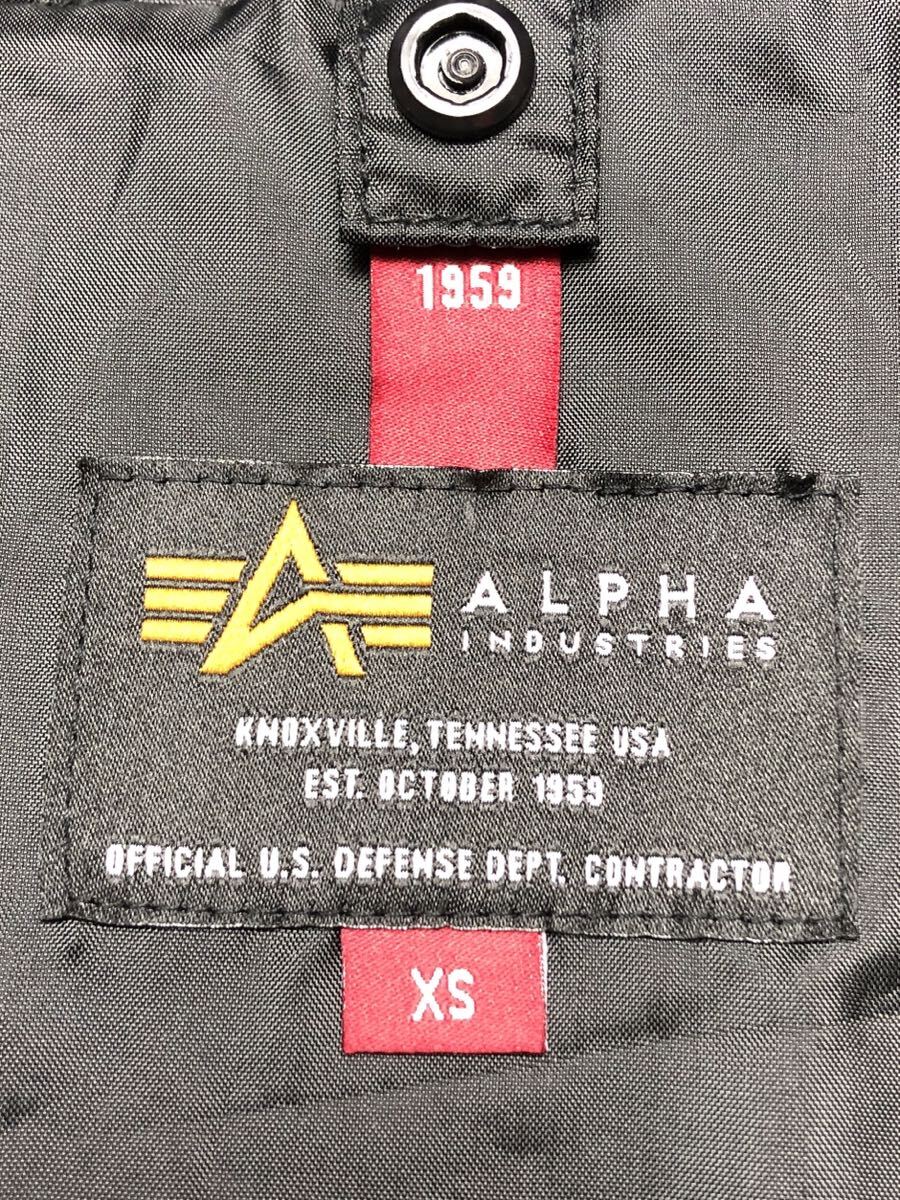 1959
ALPHA
INDUSTRIES
KNOXVILLE, TENNESSEE USA
EST. OCTOBER 1959
OFFICIAL U.S. DEFENSE DEPT. CONTRACTOR
XS